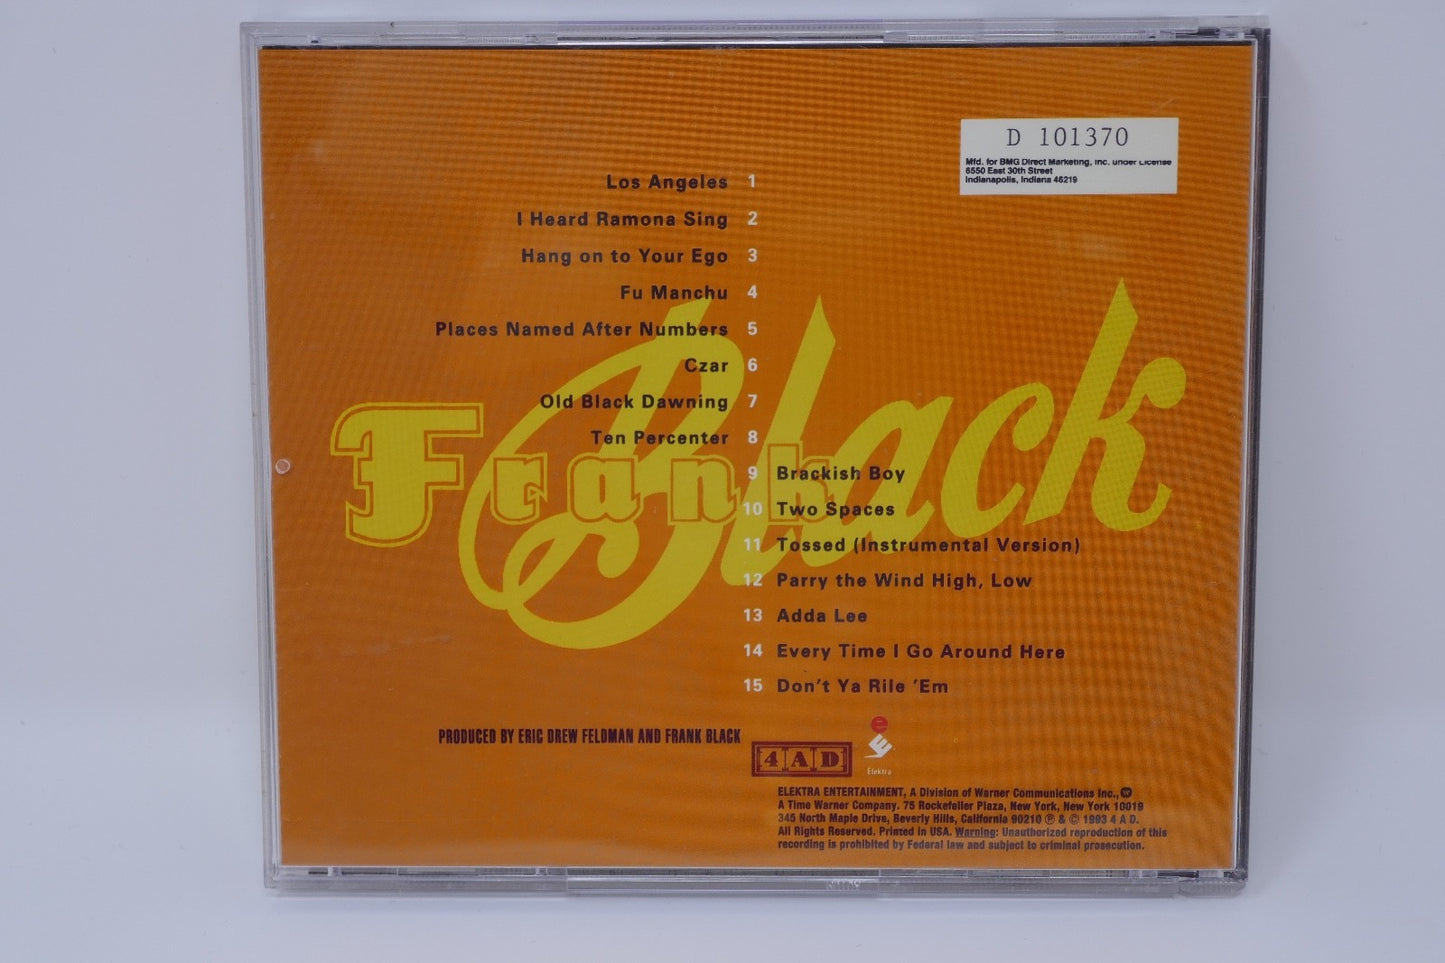 D 101370
Mfd. for BMG Direct Marketing, Inc. under License
6550 East 30th Street
Indianapolis, Indiana 46219
Los Angeles 1
I Heard Ramona Sing 2
Hang on to Your Ego 3
Fu Manchu 4
Places Named After Numbers 5
Czar 6
Old Black Dawning 7
Ten Percenter 8
Frank Black
9 Brackish Boy
10 Two Spaces
11 Tossed (Instrumental Version)
12 Parry the Wind High, Low
13 Adda Lee
14 Every Time I Go Around Here
15 Don't Ya Rile 'Em
PRODUCED BY ERIC DREW FELDMAN AND FRANK BLACK
4AD
Elektra
ELEKTRA ENTERTAINMENT, A Division of Warner Communications Inc.,
A Time Warner Company. 75 Rockefeller Plaza, New York, New York 10019
345 North Maple Drive, Beverly Hills, California 90210 ℗ & © 1993 4 A D.
All Rights Reserved. Printed in USA. Warning: Unauthorized reproduction of this
recording is prohibited by Federal law and subject to criminal prosecution.